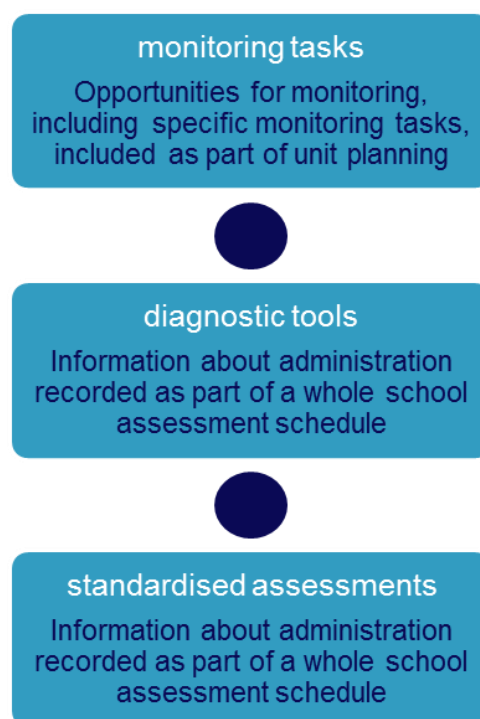 monitoring tasks
Opportunities for monitoring,
including specific monitoring tasks,
included as part of unit planning
diagnostic tools
Information about administration
recorded as part of a whole school
assessment schedule
standardised assessments
Information about administration
recorded as part of a whole school
assessment schedule